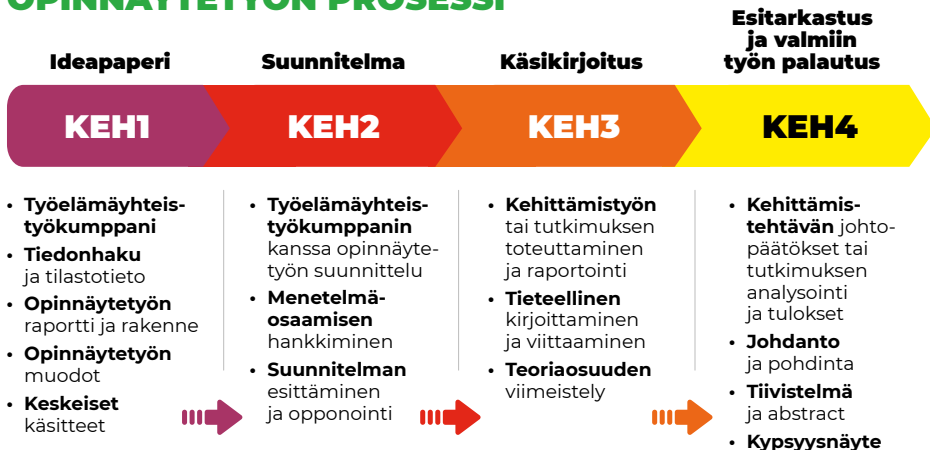 OPINNÄYTETYÖN PROSESSI
Ideapaperi
Suunnitelma
Käsikirjoitus
Esitarkastus
ja valmiin
työn palautus
KEH1
KEH2
KEH3
KEH4
• Työelämäyhteis-
työkumppani
• Tiedonhaku
ja tilastotieto
• Opinnäytetyön
raportti ja rakenne
• Opinnäytetyön
muodot
• Keskeiset
käsitteet
• Työelämäyhteis-
työkumppanin
kanssa opinnäyte-
työn suunnittelu
• Menetelmä-
osaamisen
hankkiminen
• Suunnitelman
esittäminen
ja opponointi
• Kehittämistyön
tai tutkimuksen
toteuttaminen
ja raportointi
• Tieteellinen
kirjoittaminen
ja viittaaminen
• Teoriaosuuden
viimeistely
• Kehittämis-
tehtävän johto-
päätökset tai
tutkimuksen
analysointi
ja tulokset
• Johdanto
ja pohdinta
• Tiivistelmä
ja abstract
• Kypsyysnäyte